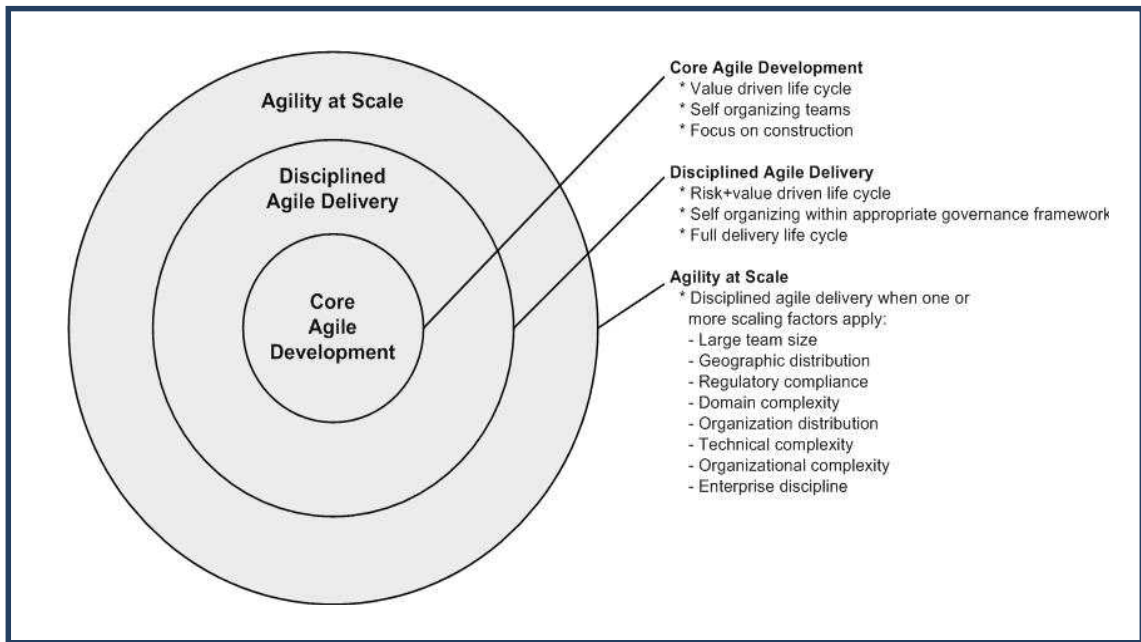 Agility at Scale
Disciplined
Agile Delivery
Core
Agile
Development
Core Agile Development
* Value driven life cycle
* Self organizing teams
* Focus on construction
Disciplined Agile Delivery
* Risk+value driven life cycle
* Self organizing within appropriate governance framework
* Full delivery life cycle
Agility at Scale
* Disciplined agile delivery when one or
more scaling factors apply:
- Large team size
- Geographic distribution
- Regulatory compliance
- Domain complexity
- Organization distribution
- Technical complexity
- Organizational complexity
- Enterprise discipline